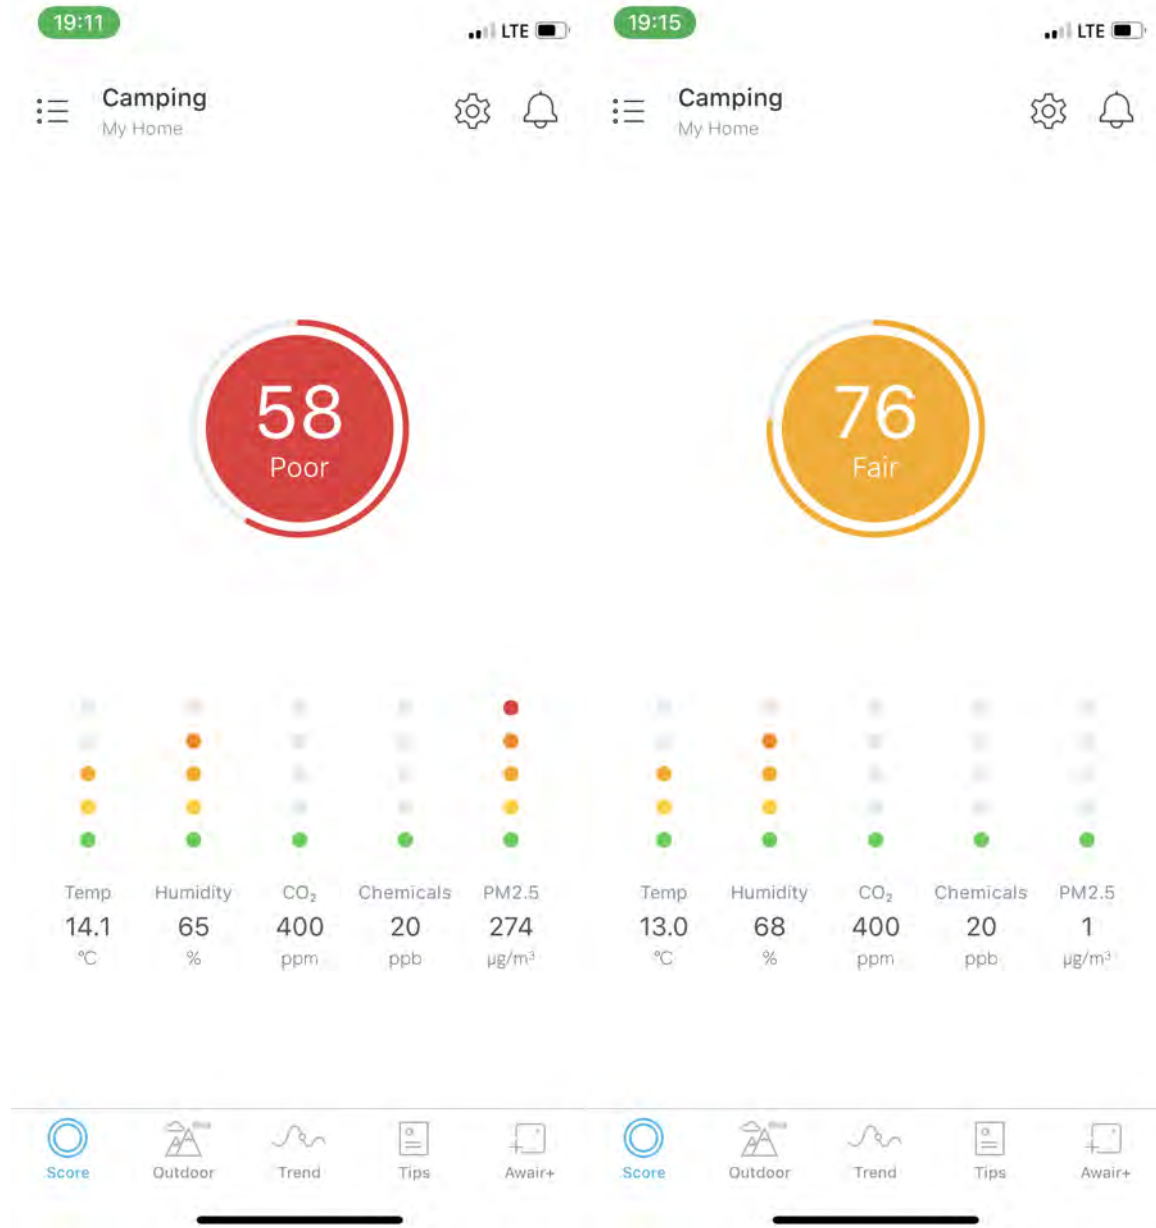 19:11
LTE
Camping
My Home
58
Poor
Temp Humidity CO₂ Chemicals PM2.5
14.1 65 400 20 274
°C % ppm ppb µg/m³
Score Outdoor Trend Tips Awair+
19:15
LTE
Camping
My Home
76
Fair
Temp Humidity CO₂ Chemicals PM2.5
13.0 68 400 20 1
°C % ppm ppb µg/m³
Score Outdoor Trend Tips Awair+